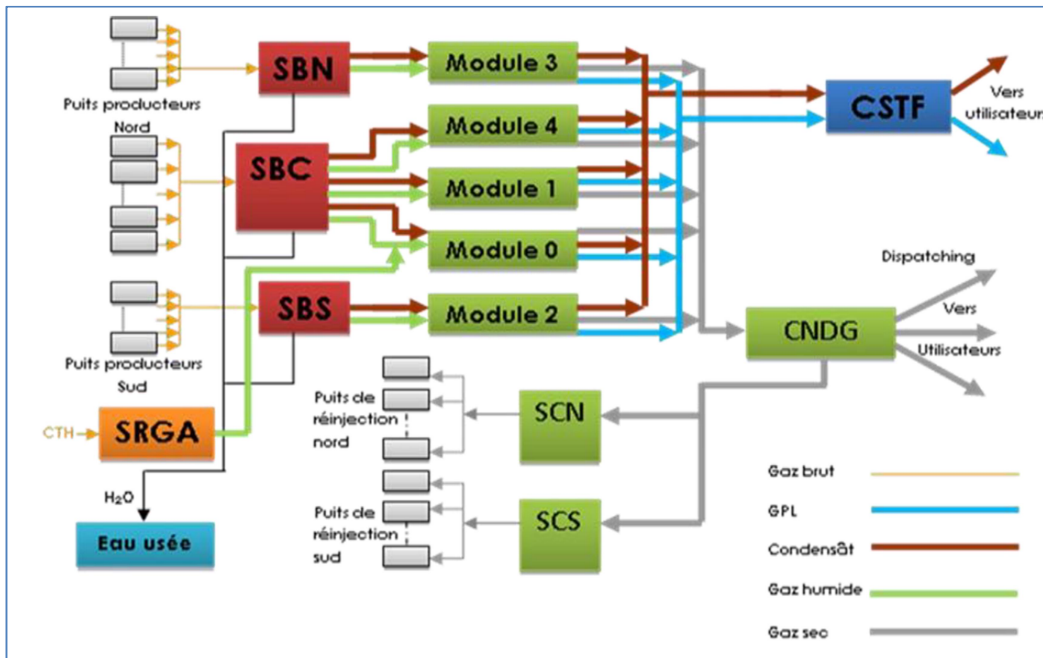 Puits producteurs
Nord
SBN
Module 3
Module 4
SBC
Module 1
Module 0
SBS
Module 2
Puits producteurs
Sud
CTH
SRGA
H₂O
Eau usée
CSTF
Vers
utilisateur
Dispatching
Vers
Utilisateurs
CNDG
Puits de
réinjection
nord
SCN
Puits de
réinjection
sud
SCS
Gaz brut
GPL
Condensât
Gaz humide
Gaz sec